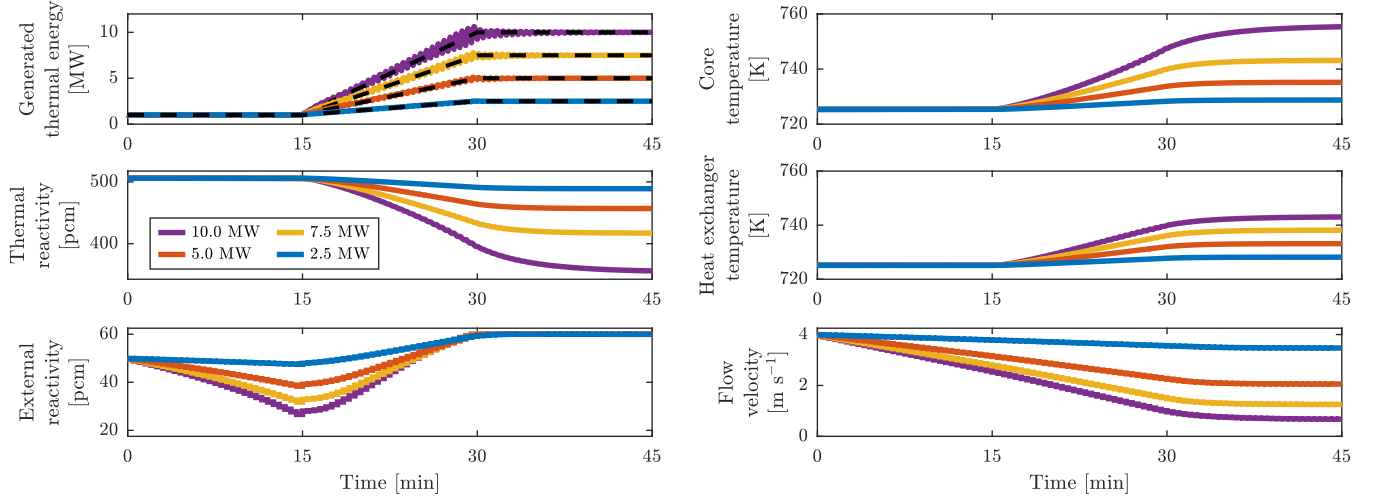 Generated
thermal energy
[MW]
10
5
0
0
15
30
45
Core
temperature
[K]
760
740
720
0
15
30
45
Thermal
reactivity
[pcm]
500
400
10.0 MW
7.5 MW
5.0 MW
2.5 MW
0
15
30
45
Heat exchanger
temperature
[K]
760
740
720
0
15
30
45
External
reactivity
[pcm]
60
40
20
0
15
30
45
Time [min]
Flow
velocity
[m s⁻¹]
4
2
0
0
15
30
45
Time [min]